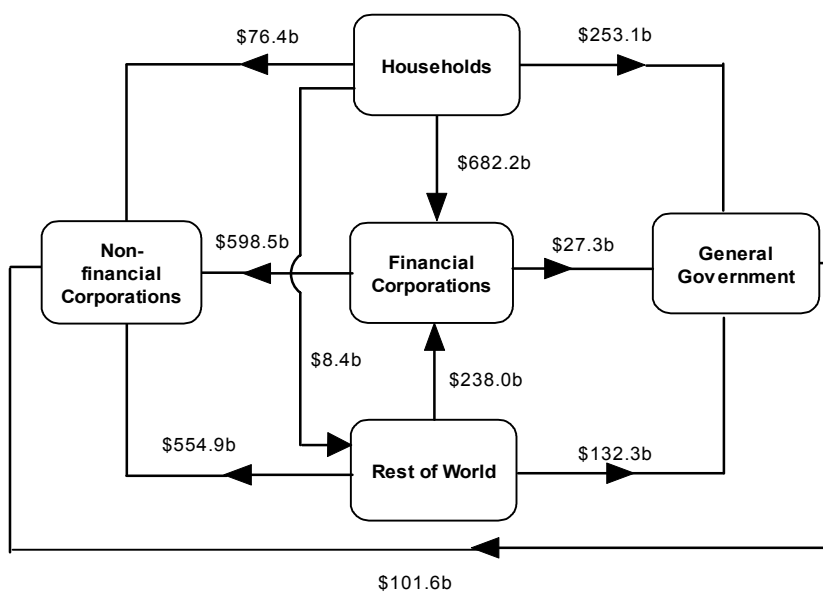 $76.4b
Households
$253.1b
$682.2b
Non-
financial
Corporations
$598.5b
Financial
Corporations
$27.3b
General
Government
$8.4b
$238.0b
$554.9b
Rest of World
$132.3b
$101.6b